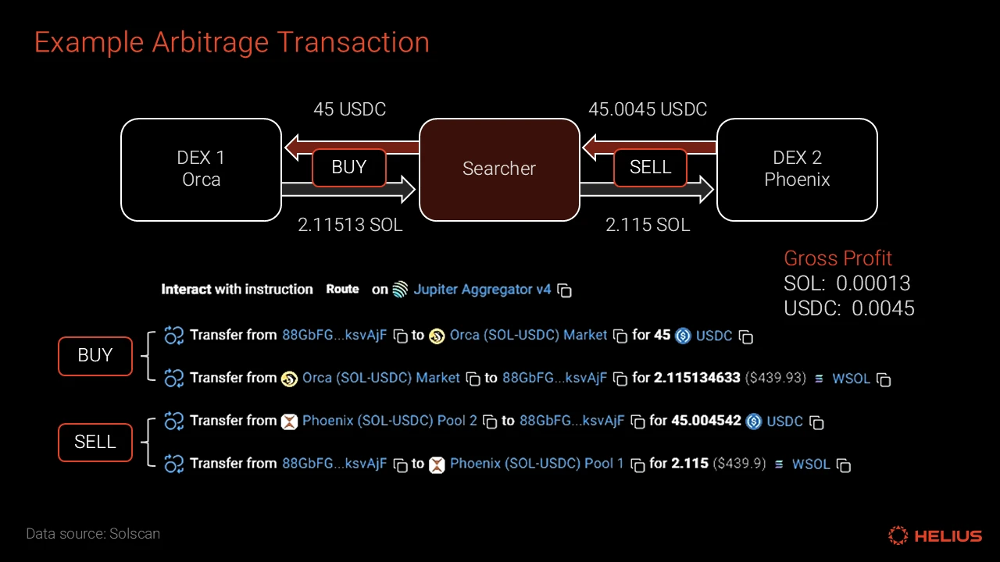 Example Arbitrage Transaction
45 USDC
45.0045 USDC
DEX 1
Orca
BUY
Searcher
SELL
DEX 2
Phoenix
2.11513 SOL
2.115 SOL
Gross Profit
SOL: 0.00013
USDC: 0.0045
Interact with instruction Route on Jupiter Aggregator v4
BUY
Transfer from 88GbFG...ksvAjF to Orca (SOL-USDC) Market for 45 USDC
Transfer from Orca (SOL-USDC) Market to 88GbFG...ksvAjF for 2.115134633 ($439.93) WSOL
SELL
Transfer from Phoenix (SOL-USDC) Pool 2 to 88GbFG...ksvAjF for 45.004542 USDC
Transfer from 88GbFG...ksvAjF to Phoenix (SOL-USDC) Pool 1 for 2.115 ($439.9) WSOL
Data source: Solscan
HELIUS